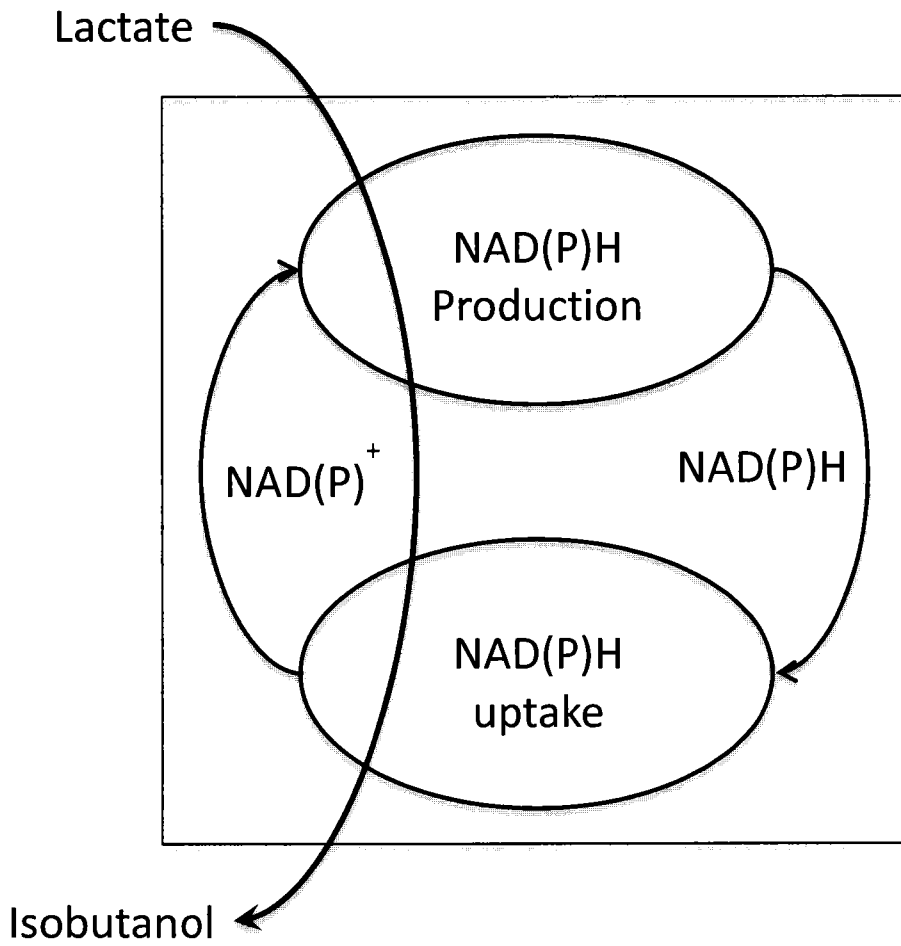 Lactate
NAD(P)H
Production
NAD(P)+
NAD(P)H
NAD(P)H
uptake
Isobutanol